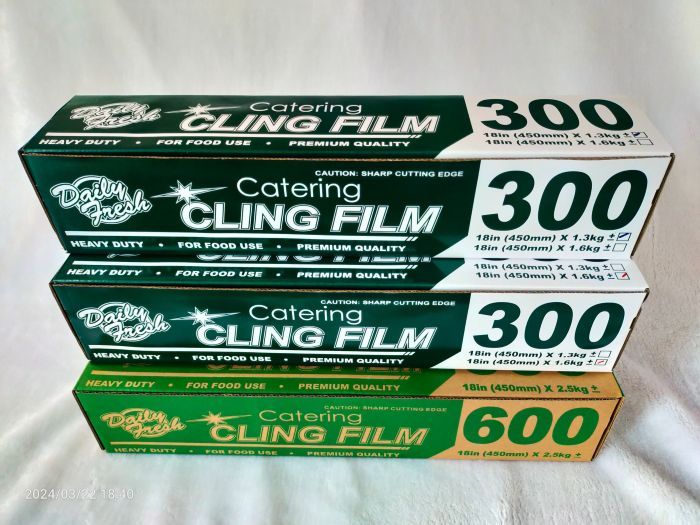 Daily
Fresh
Catering
CLING FILM
HEAVY DUTY • FOR FOOD USE • PREMIUM QUALITY
300
18in (450mm) X 1.3kg ±
18in (450mm) X 1.6kg ±
Daily
Fresh
CAUTION: SHARP CUTTING EDGE
Catering
CLING FILM
HEAVY DUTY • FOR FOOD USE • PREMIUM QUALITY
300
18in (450mm) X 1.3kg ±
18in (450mm) X 1.6kg ±
CLING FILM
HEAVY DUTY • FOR FOOD USE • PREMIUM QUALITY
18in (450mm) X 1.3kg ±
18in (450mm) X 1.6kg ±
Daily
Fresh
CAUTION: SHARP CUTTING EDGE
Catering
CLING FILM
HEAVY DUTY • FOR FOOD USE • PREMIUM QUALITY
300
18in (450mm) X 1.3kg ±
18in (450mm) X 1.6kg ±
HEAVY DUTY • FOR FOOD USE • PREMIUM QUALITY
18in (450mm) X 2.5kg ±
Daily
Fresh
CAUTION: SHARP CUTTING EDGE
Catering
CLING FILM
HEAVY DUTY • FOR FOOD USE • PREMIUM QUALITY
600
18in (450mm) X 2.5kg ±
2024/03/22 18:40